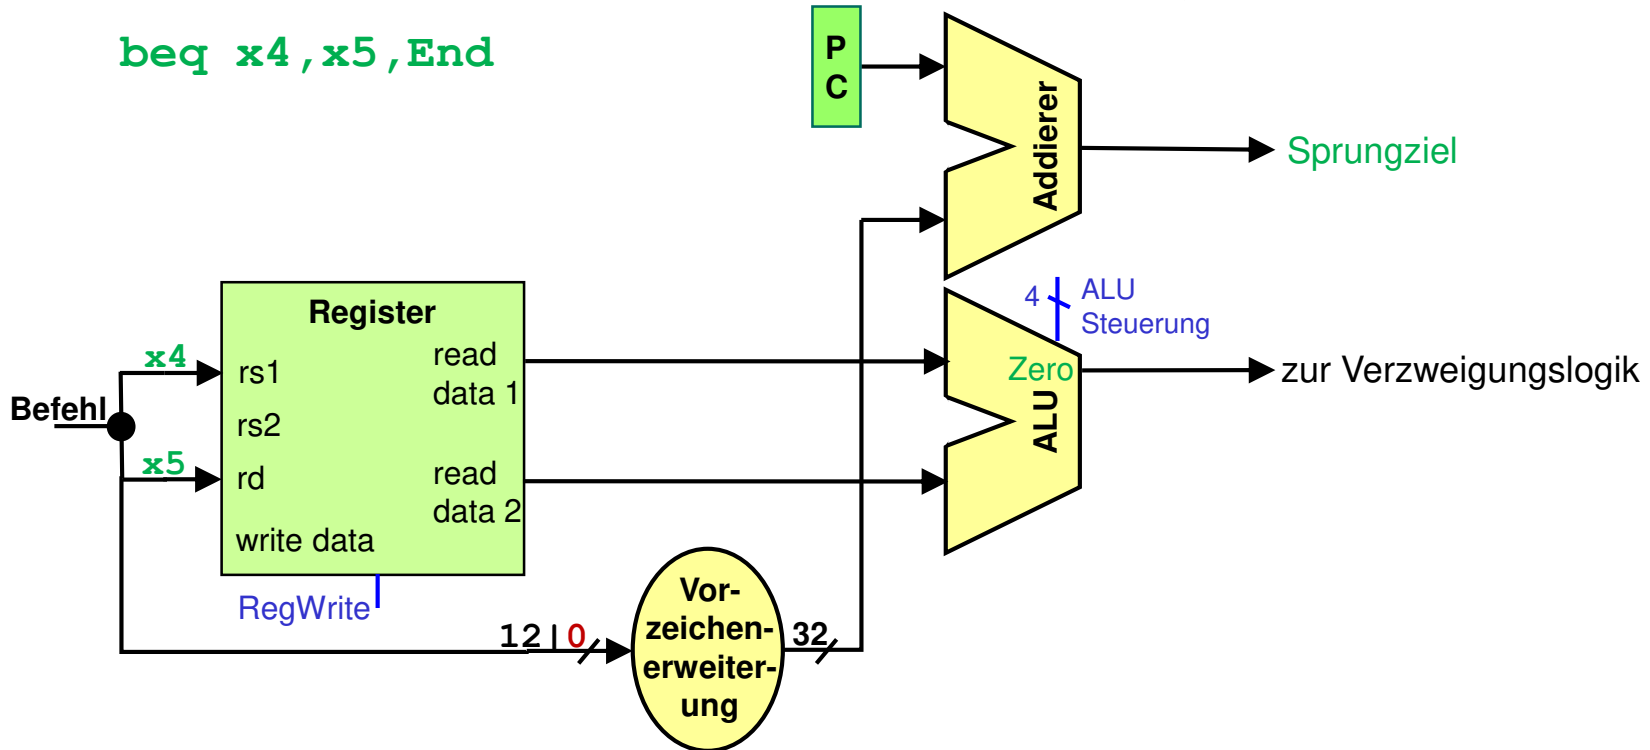 beq x4,x5,End
P
C
Addierer
Sprungziel
4
ALU
Steuerung
Register
x4
rs1
read
data 1
Zero
zur Verzweigungslogik
Befehl
rs2
ALU
x5
rd
read
data 2
write data
RegWrite
12|0
32
Vor-
zeichen-
erweiter-
ung